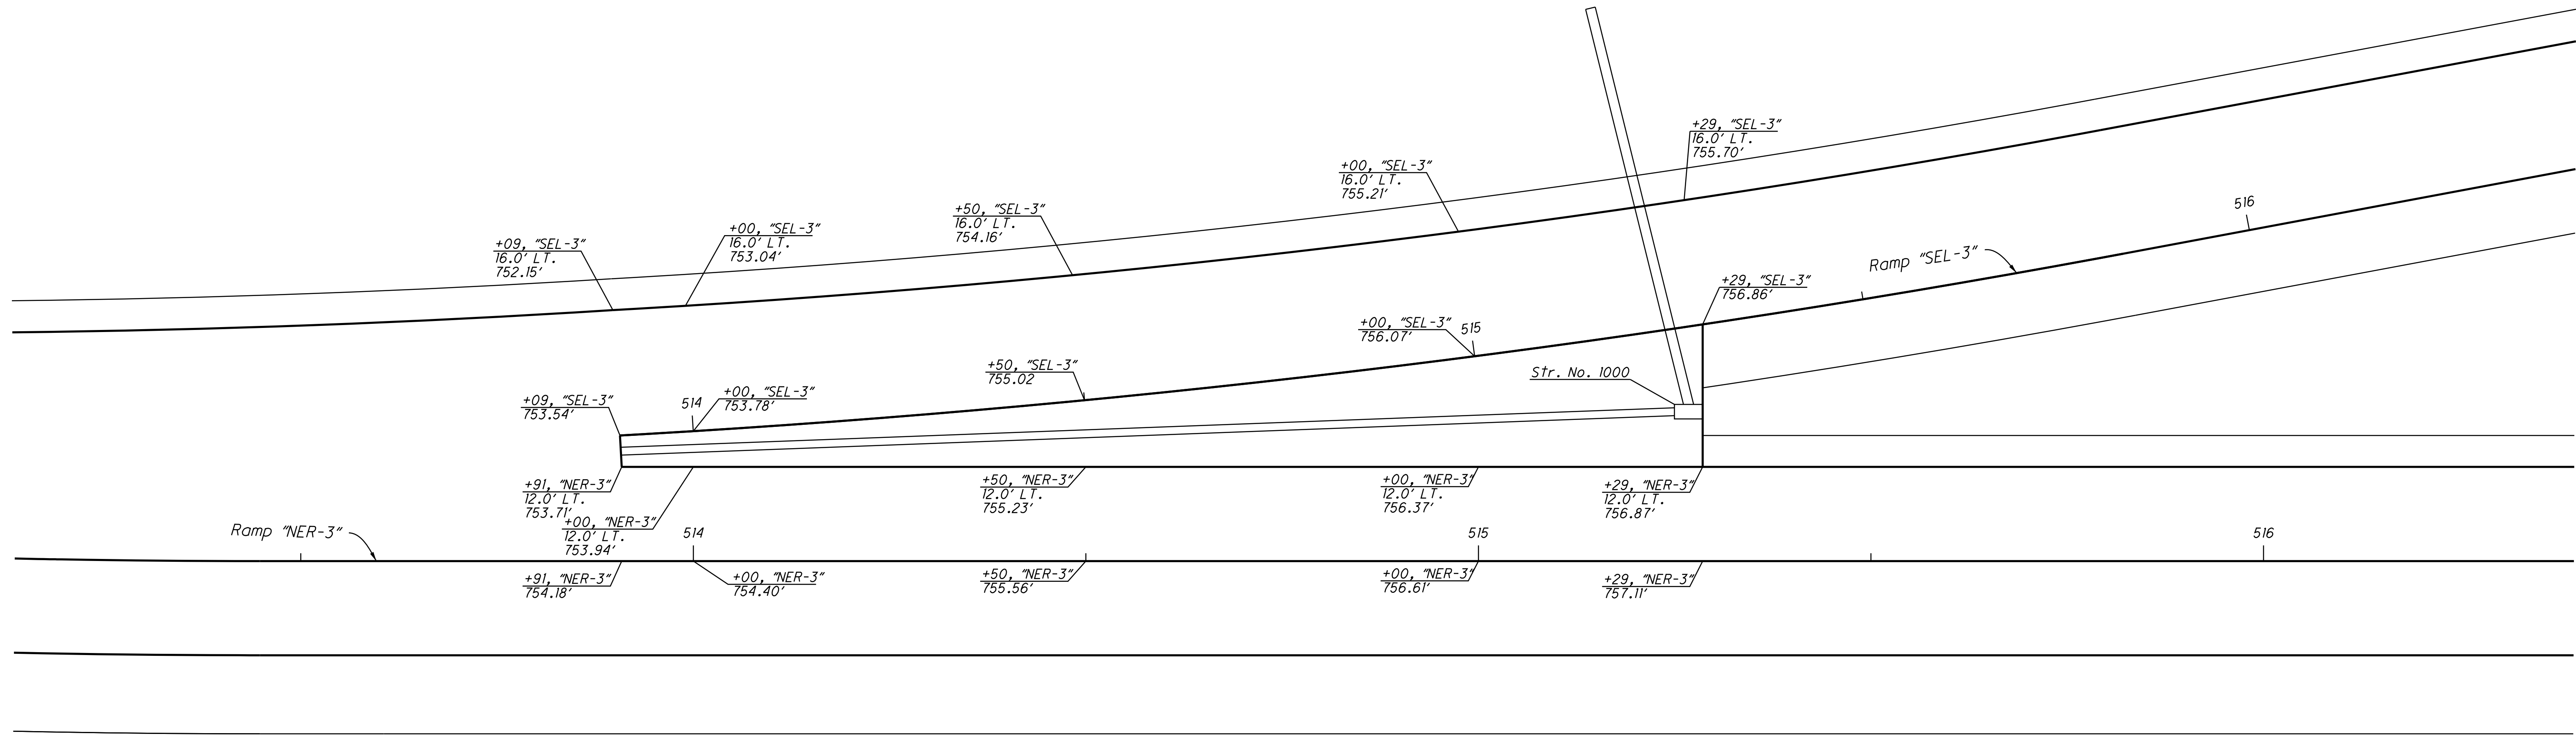 +29, "SEL-3"
16.0' LT.
755.70'
+00, "SEL-3"
16.0' LT.
755.21'
+50, "SEL-3"
16.0' LT.
754.16'
+00, "SEL-3"
16.0' LT.
753.04'
+09, "SEL-3"
16.0' LT.
752.15'
516
Ramp "SEL-3"
+29, "SEL-3"
756.86'
+00, "SEL-3"
756.07'
515
Str. No. 1000
+50, "SEL-3"
755.02
+00, "SEL-3"
753.78'
514
+09, "SEL-3"
753.54'
+91, "NER-3"
12.0' LT.
753.71'
+00, "NER-3"
12.0' LT.
753.94'
+50, "NER-3"
12.0' LT.
755.23'
+00, "NER-3"
12.0' LT.
756.37'
+29, "NER-3"
12.0' LT.
756.87'
Ramp "NER-3"
514
515
516
+91, "NER-3"
754.18'
+00, "NER-3"
754.40'
+50, "NER-3"
755.56'
+00, "NER-3"
756.61'
+29, "NER-3"
757.11'